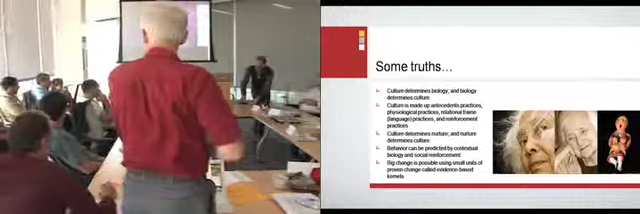 Some truths…
Culture determines biology; and biology
determines culture
Culture is made up antecedents practices,
physiological practices, relational frame
(language) practices, and reinforcement
practices
Culture determines nurture; and nurture
determines culture
Behavior can be predicted by contextual
biology and social reinforcement
Big change is possible using small units of
proven change called evidence-based
kernels